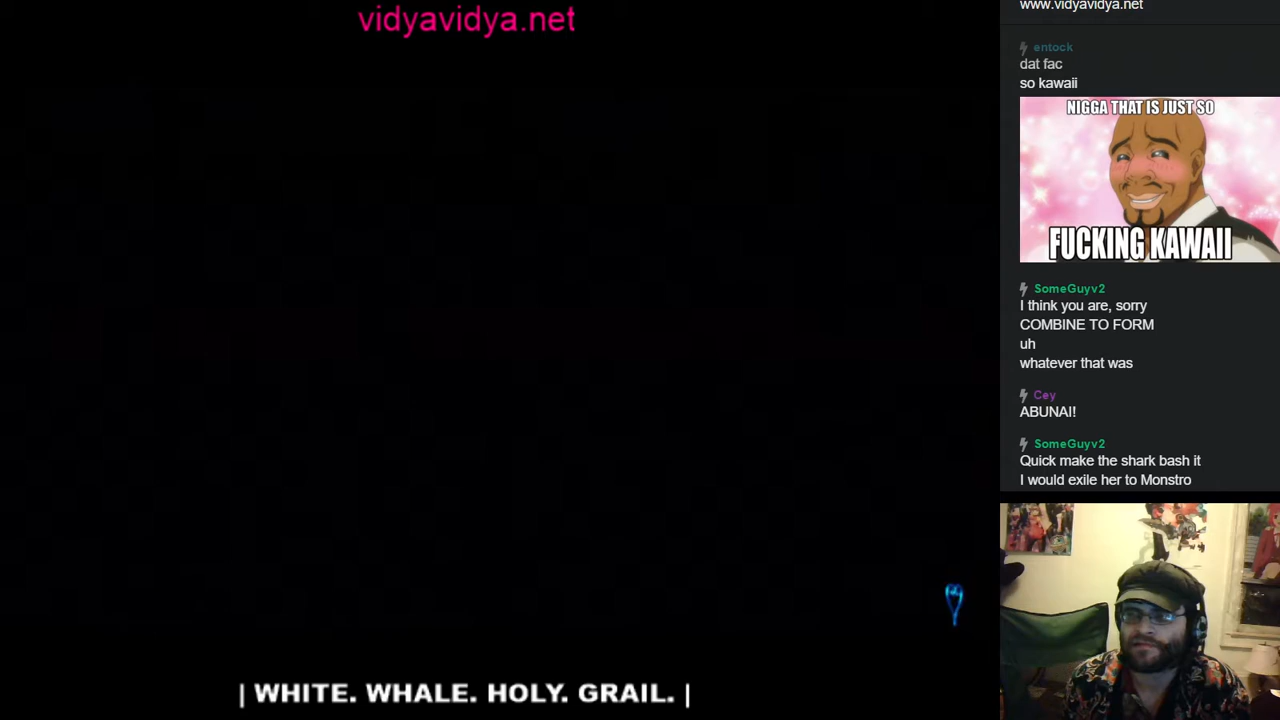 vidyavidya.net
| WHITE. WHALE. HOLY. GRAIL. |
www.vidyavidya.net
entock
dat fac
so kawaii
NIGGA THAT IS JUST SO
FUCKING KAWAII
SomeGuyv2
I think you are, sorry
COMBINE TO FORM
uh
whatever that was
Cey
ABUNAI!
SomeGuyv2
Quick make the shark bash it
I would exile her to Monstro